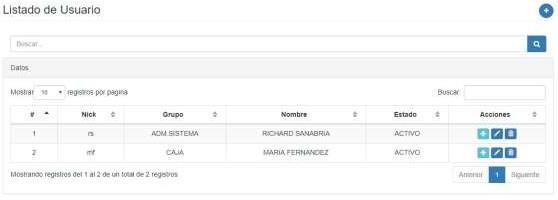 Listado de Usuario
Buscar...
Datos
Mostrar 10 registros por pagina Buscar:
# Nick Grupo Nombre Estado Acciones
1 rs ADM.SISTEMA RICHARD SANABRIA ACTIVO
2 mf CAJA MARIA FERNANDEZ ACTIVO
Mostrando registros del 1 al 2 de un total de 2 registros Anterior 1 Siguiente